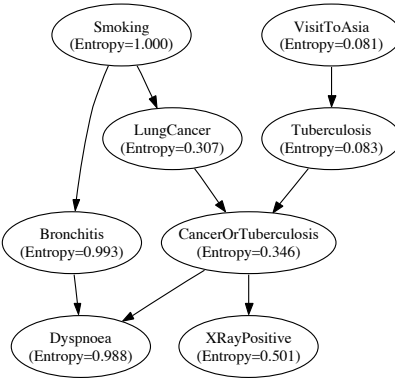 Smoking
(Entropy=1.000)
VisitToAsia
(Entropy=0.081)
LungCancer
(Entropy=0.307)
Tuberculosis
(Entropy=0.083)
Bronchitis
(Entropy=0.993)
CancerOrTuberculosis
(Entropy=0.346)
Dyspnoea
(Entropy=0.988)
XRayPositive
(Entropy=0.501)